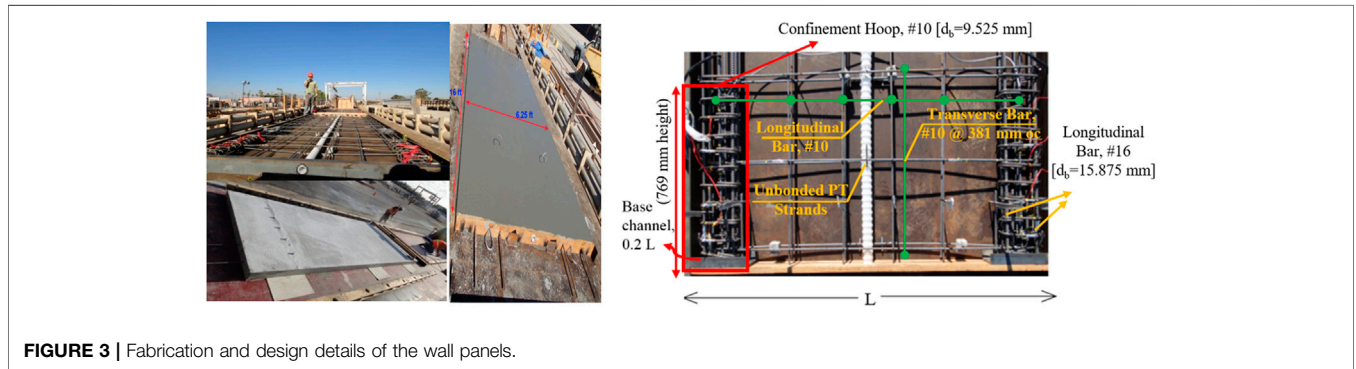 Confinement Hoop, #10 [db=9.525 mm]
16 ft
6.25 ft
(769 mm height)
Longitudinal
Bar, #10
Transverse Bar,
#10 @ 381 mm oc
Unbonded PT
Strands
Longitudinal
Bar, #16
[db=15.875 mm]
Base
channel,
0.2 L
L
FIGURE 3 | Fabrication and design details of the wall panels.